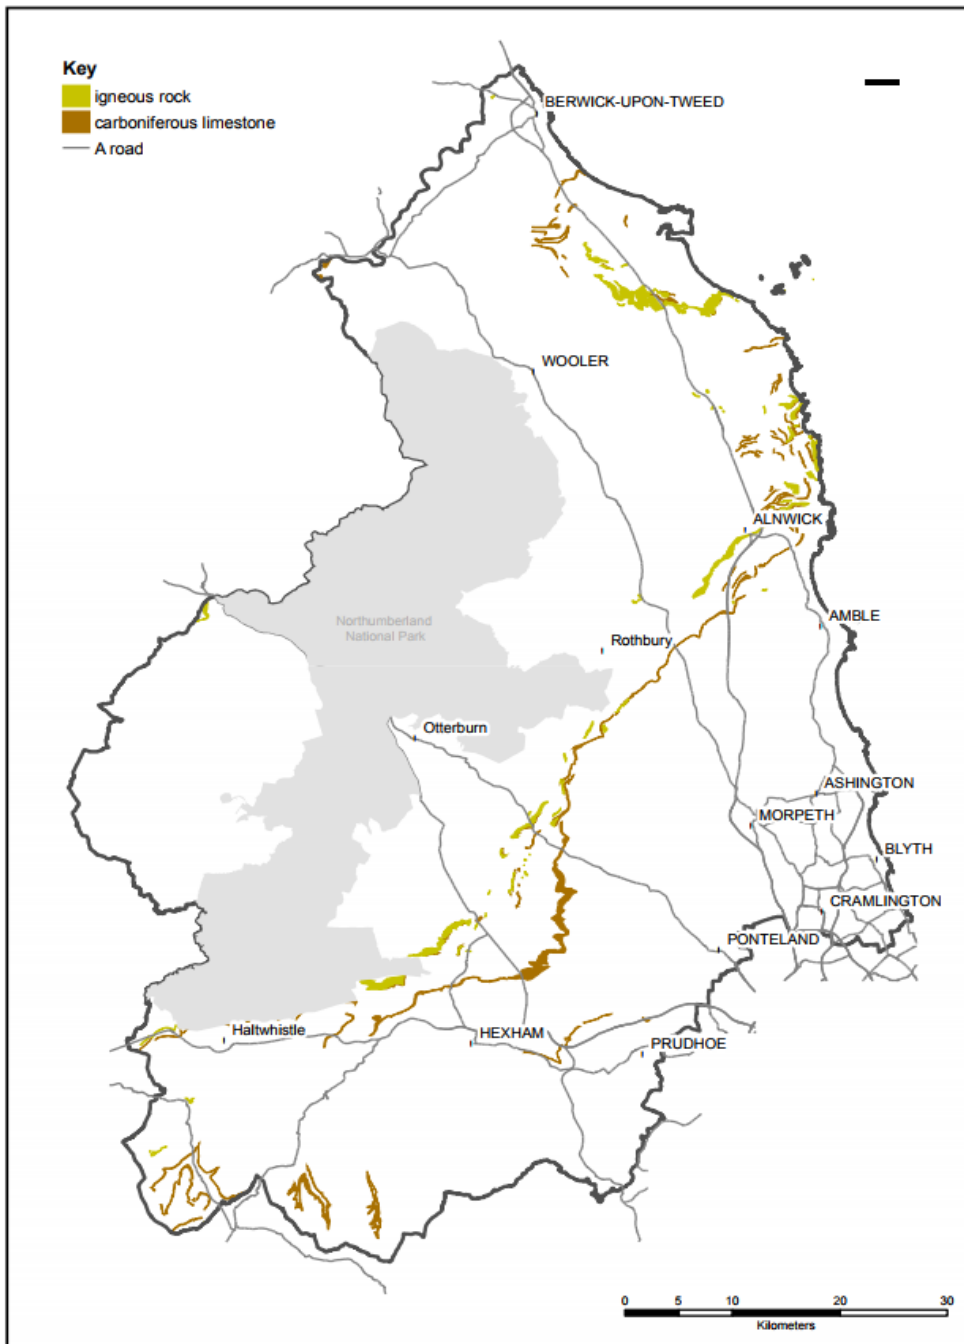 Key
igneous rock
carboniferous limestone
A road
BERWICK-UPON-TWEED
WOOLER
ALNWICK
Northumberland
National Park
AMBLE
Rothbury
Otterburn
ASHINGTON
MORPETH
BLYTH
CRAMLINGTON
PONTELAND
Haltwhistle
HEXHAM
PRUDHOE
0 5 10 20 30
Kilometers